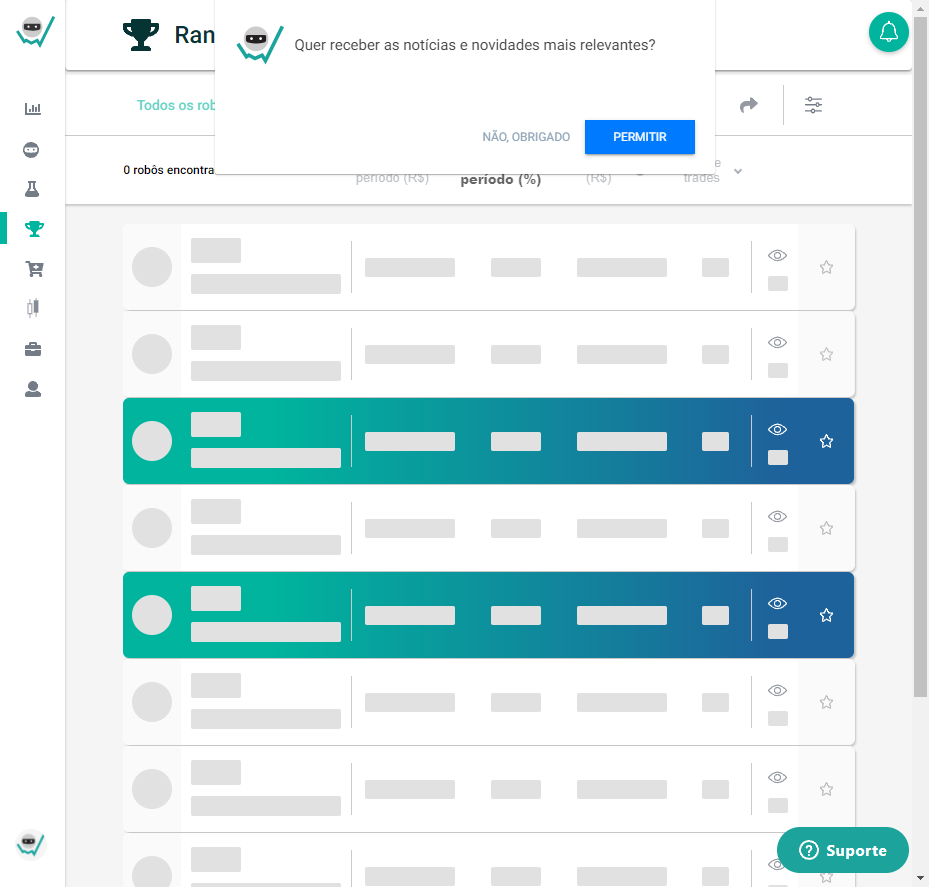 Ran
Quer receber as notícias e novidades mais relevantes?
NÃO, OBRIGADO
PERMITIR
Todos os rob
0 robôs encontra
período (R$)
período (%)
(R$)
e
trades
Suporte